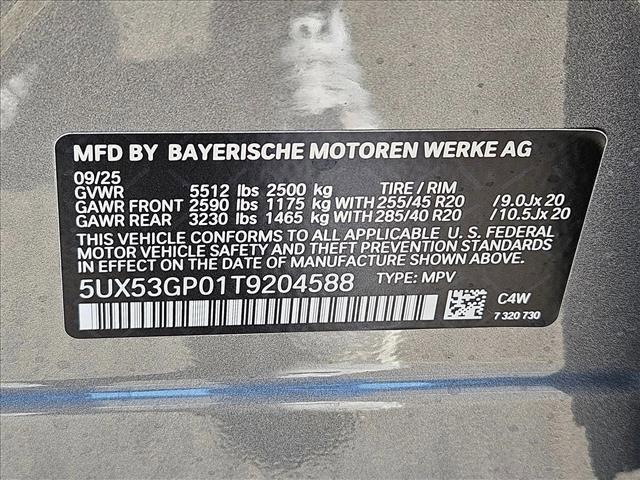 MFD BY BAYERISCHE MOTOREN WERKE AG
09/25
GVWR 5512 lbs 2500 kg TIRE / RIM
GAWR FRONT 2590 lbs 1175 kg WITH 255/45 R20 /9.0Jx 20
GAWR REAR 3230 lbs 1465 kg WITH 285/40 R20 /10.5Jx 20
THIS VEHICLE CONFORMS TO ALL APPLICABLE U. S. FEDERAL
MOTOR VEHICLE SAFETY AND THEFT PREVENTION STANDARDS
IN EFFECT ON THE DATE OF MANUFACTURE SHOWN ABOVE.
5UX53GP01T9204588 TYPE: MPV
C4W
7 320 730